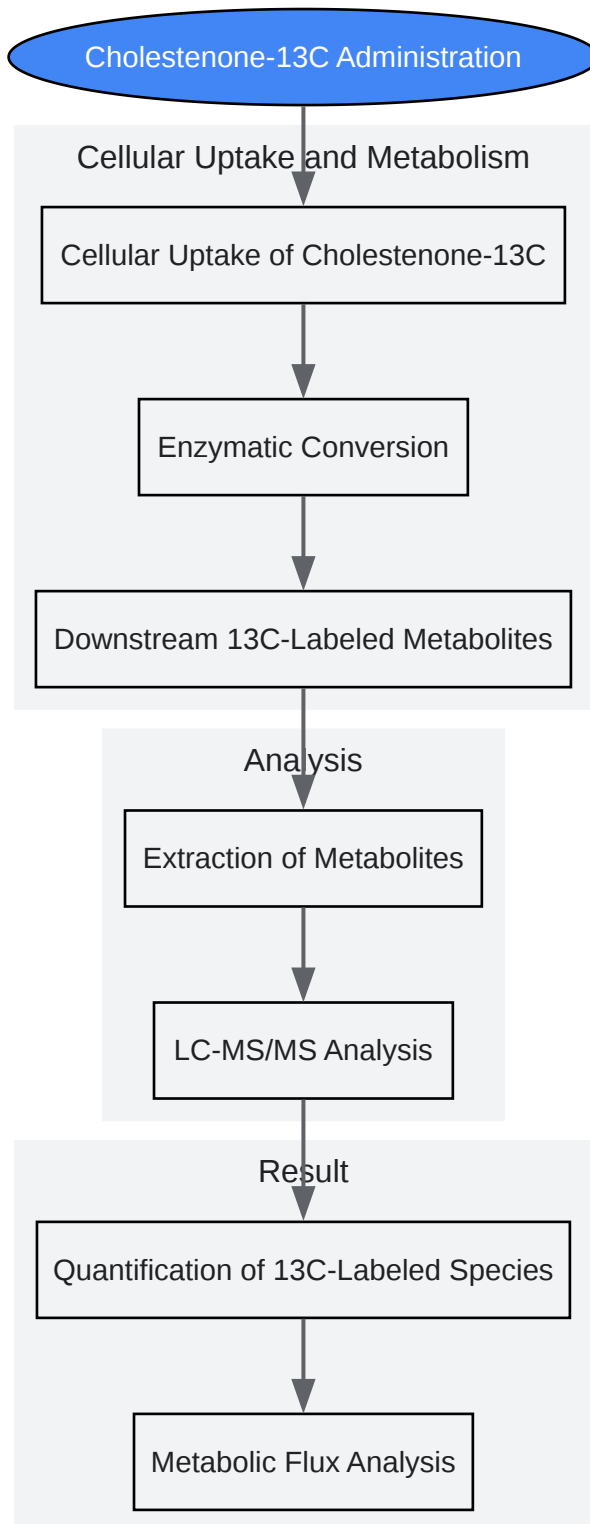 Cholestenone-13C Administration
Cellular Uptake and Metabolism
Cellular Uptake of Cholestenone-13C
Enzymatic Conversion
Downstream 13C-Labeled Metabolites
Analysis
Extraction of Metabolites
LC-MS/MS Analysis
Result
Quantification of 13C-Labeled Species
Metabolic Flux Analysis